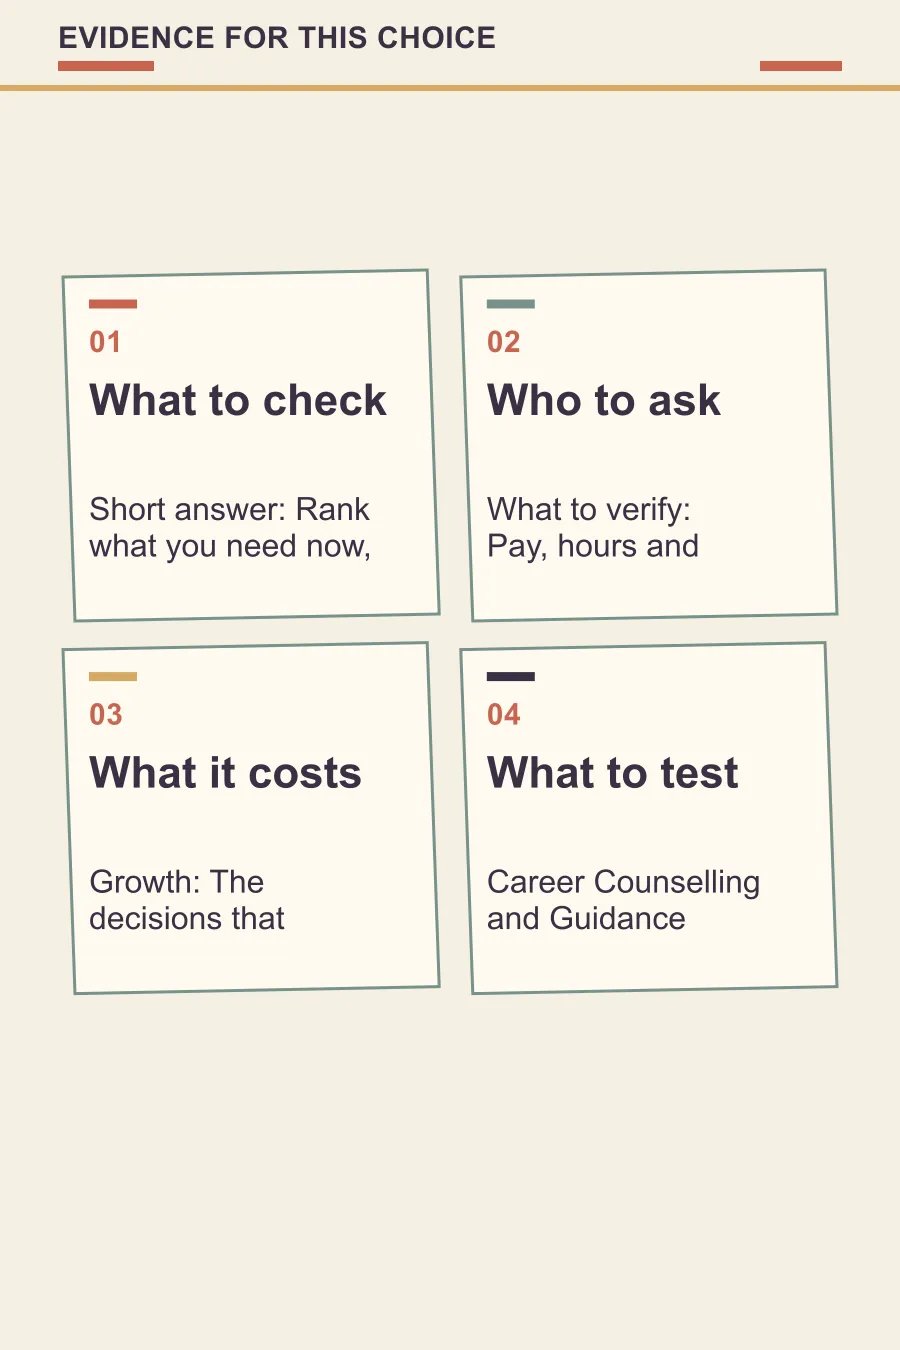 EVIDENCE FOR THIS CHOICE
01
What to check
Short answer: Rank
what you need now,
02
Who to ask
What to verify:
Pay, hours and
03
What it costs
Growth: The
decisions that
04
What to test
Career Counselling
and Guidance